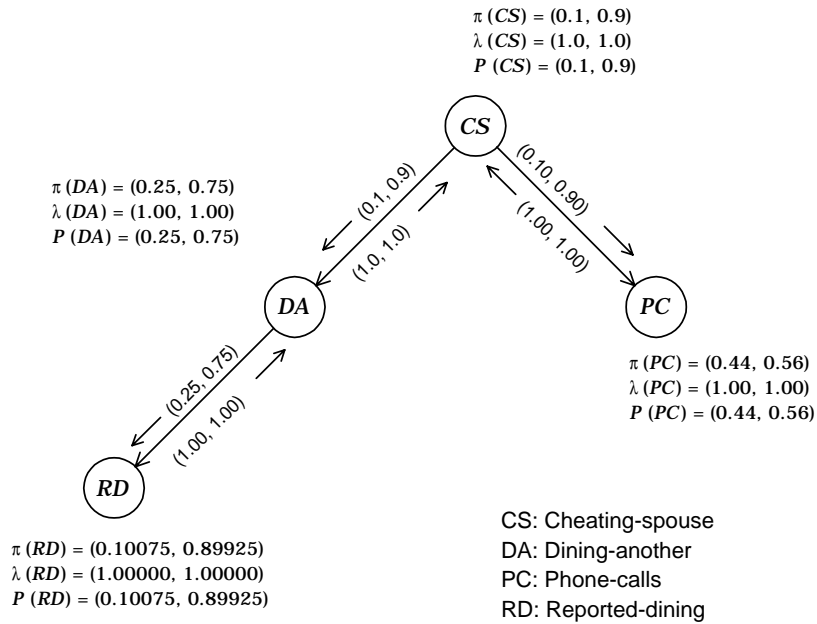 π (CS) = (0.1, 0.9)
λ (CS) = (1.0, 1.0)
P (CS) = (0.1, 0.9)
CS
π (DA) = (0.25, 0.75)
λ (DA) = (1.00, 1.00)
P (DA) = (0.25, 0.75)
(0.1, 0.9)
(1.0, 1.0)
(0.10, 0.90)
(1.00, 1.00)
DA
PC
π (PC) = (0.44, 0.56)
λ (PC) = (1.00, 1.00)
P (PC) = (0.44, 0.56)
(0.25, 0.75)
(1.00, 1.00)
RD
π (RD) = (0.10075, 0.89925)
λ (RD) = (1.00000, 1.00000)
P (RD) = (0.10075, 0.89925)
CS: Cheating-spouse
DA: Dining-another
PC: Phone-calls
RD: Reported-dining